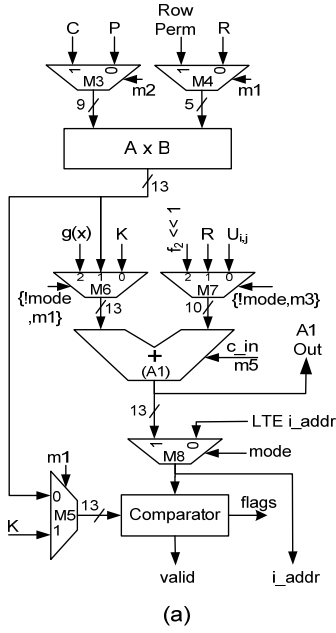 Row
C P Perm R
1 0 1 0
M3 M4
m2 m1
9 5
A x B
13
g(x) K f2 << 1 R Ui,j
2 1 0 2 1 0
M6 M7
{!mode
,m1} 13 10 {!mode,m3}
A1
Out
+
(A1)
c_in
m5
13
LTE i_addr
1 0
M8
mode
m1
0
M5 13
K 1
Comparator
flags
valid i_addr
(a)